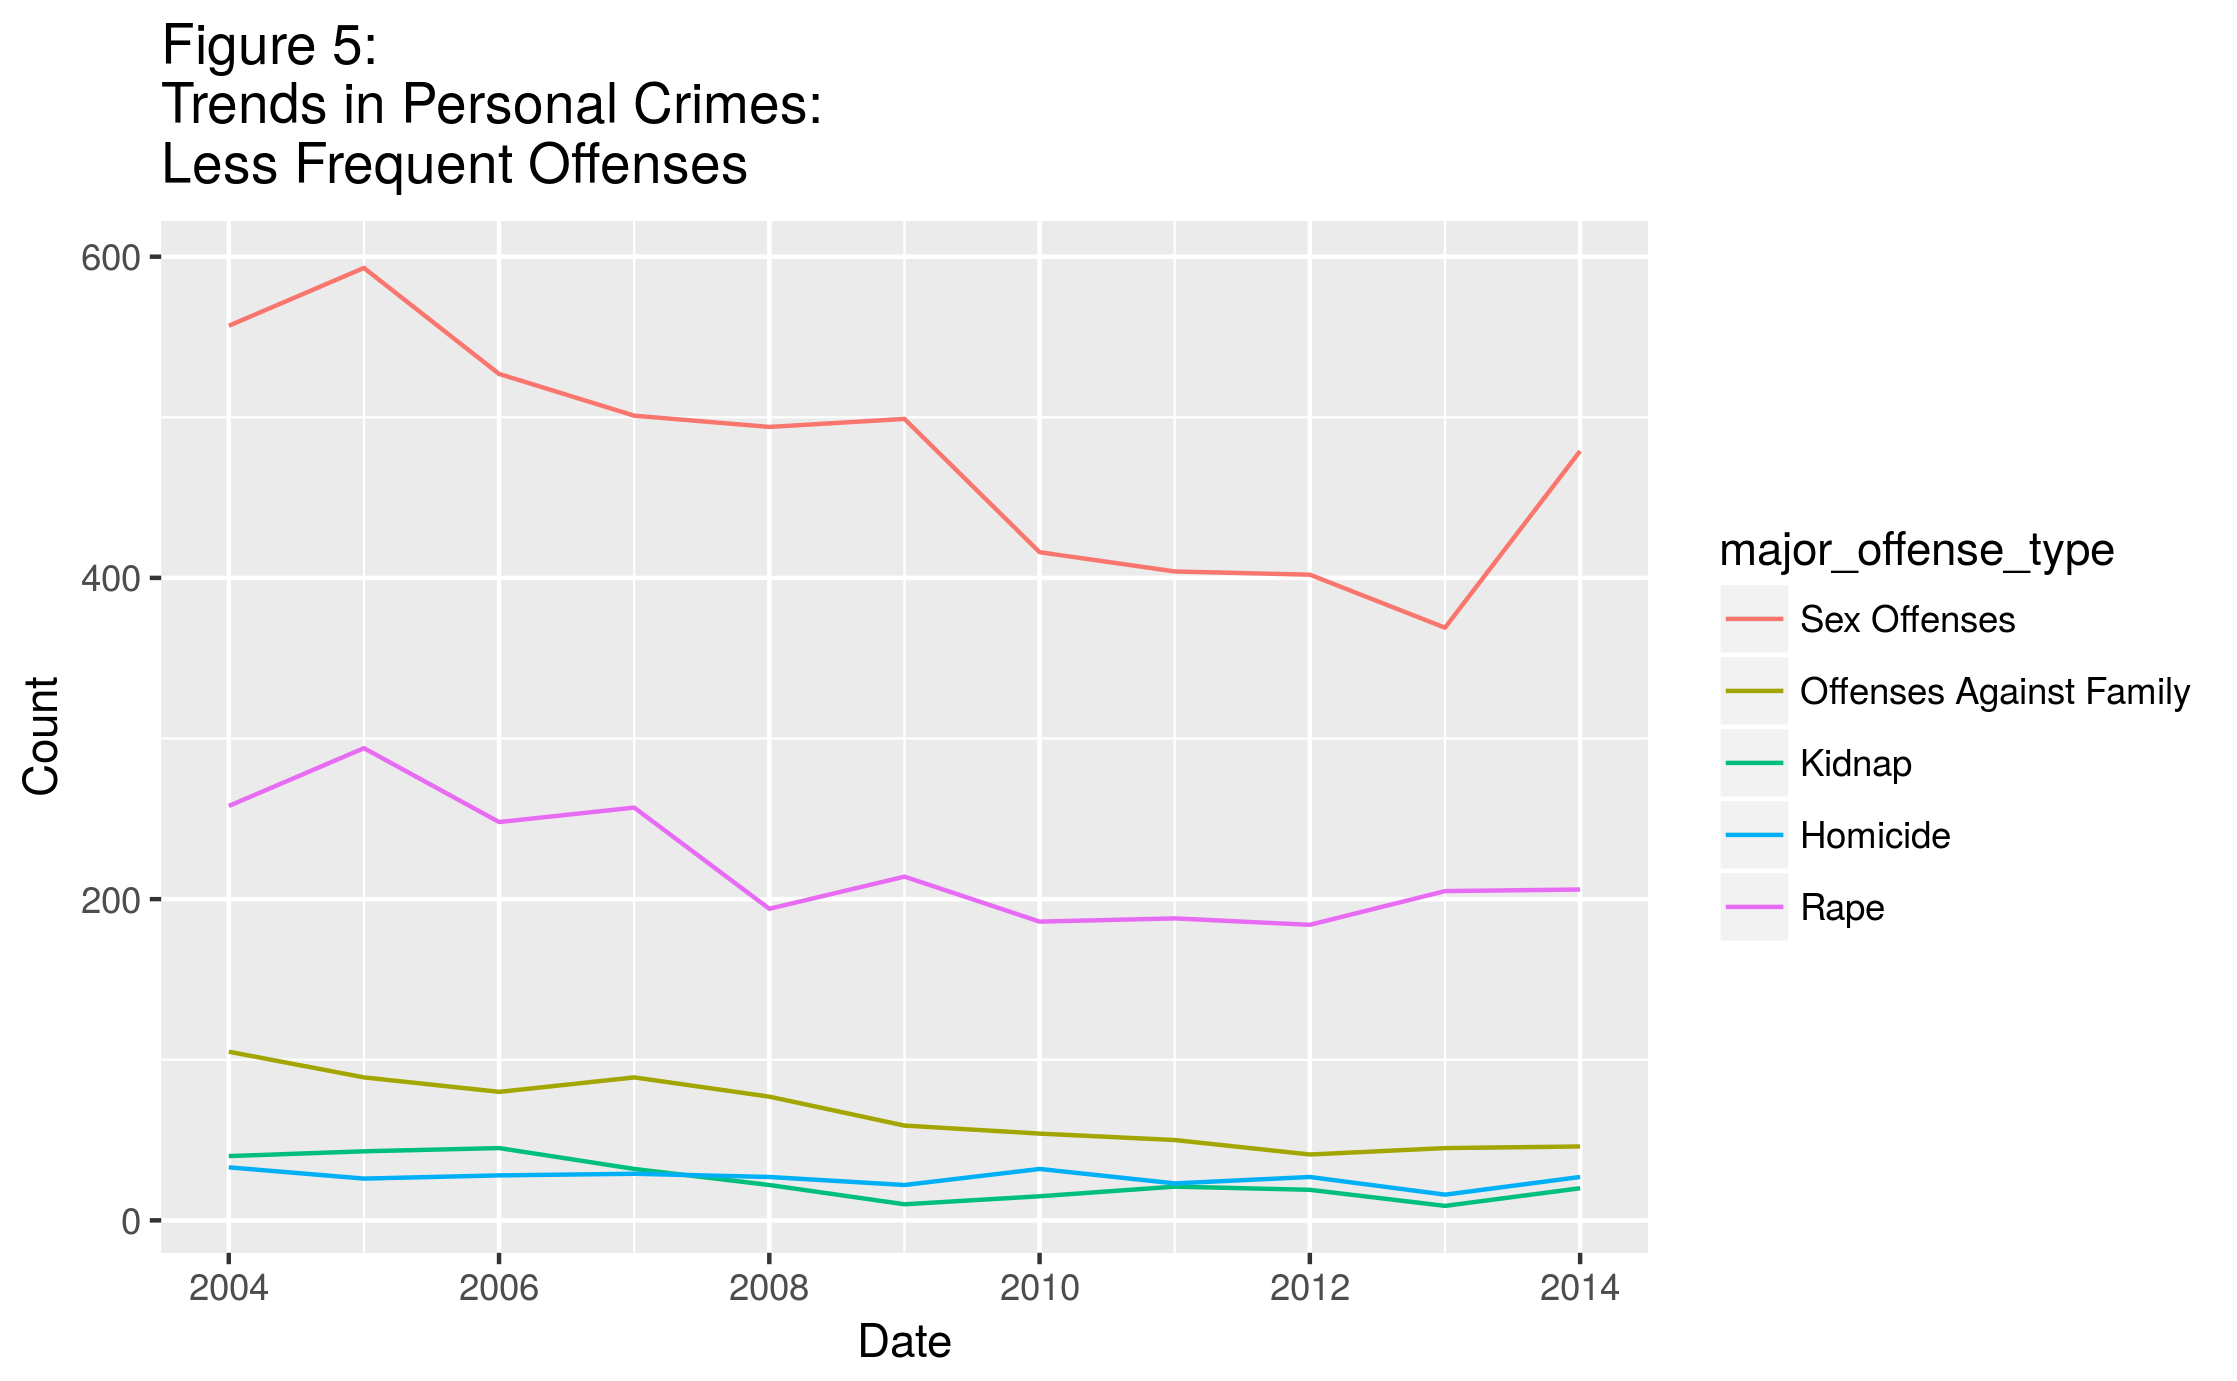 Figure 5:
Trends in Personal Crimes:
Less Frequent Offenses
600
400
200
0
Count
2004 2006 2008 2010 2012 2014
Date
major_offense_type
Sex Offenses
Offenses Against Family
Kidnap
Homicide
Rape